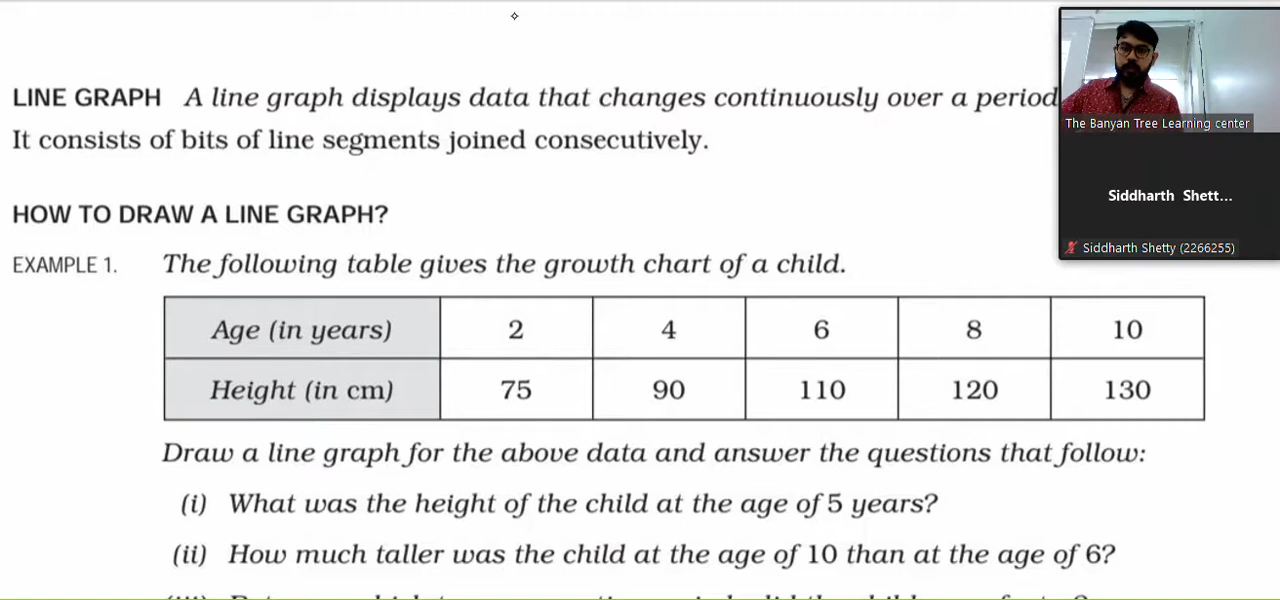 LINE GRAPH A line graph displays data that changes continuously over a period
It consists of bits of line segments joined consecutively.
HOW TO DRAW A LINE GRAPH?
EXAMPLE 1. The following table gives the growth chart of a child.
Age (in years) 2 4 6 8 10
Height (in cm) 75 90 110 120 130
Draw a line graph for the above data and answer the questions that follow:
(i) What was the height of the child at the age of 5 years?
(ii) How much taller was the child at the age of 10 than at the age of 6?
The Banyan Tree Learning center
Siddharth Shett...
Siddharth Shetty (2266255)